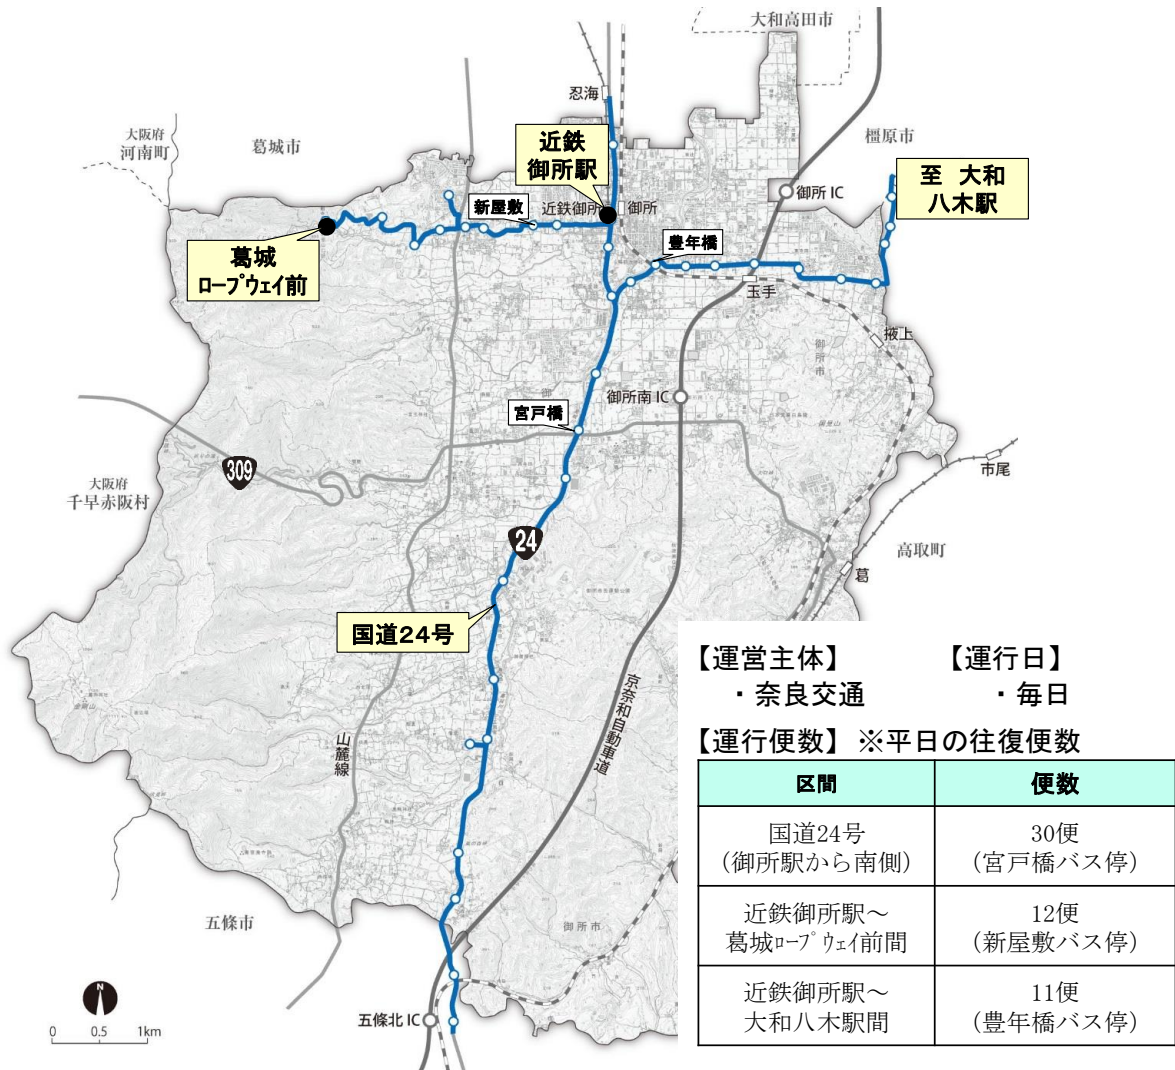 大和高田市
忍海
大阪府
河南町
葛城市
近鉄
御所駅
橿原市
至 大和
八木駅
御所 IC
新屋敷
近鉄御所
御所
豊年橋
葛城
ロープウェイ前
玉手
掖上
御所市
御所南 IC
宮戸橋
309
大阪府
千早赤阪村
市尾
24
高取町
葛
国道24号
山麓線
京奈和自動車道
【運営主体】
・奈良交通
【運行日】
・毎日
【運行便数】 ※平日の往復便数
区間
便数
国道24号
(御所駅から南側)
30便
(宮戸橋バス停)
近鉄御所駅～
葛城ﾛｰﾌﾟｳｪｲ前間
12便
(新屋敷バス停)
近鉄御所駅～
大和八木駅間
11便
(豊年橋バス停)
五條市
御所市
五條北 IC
N
0 0.5 1km